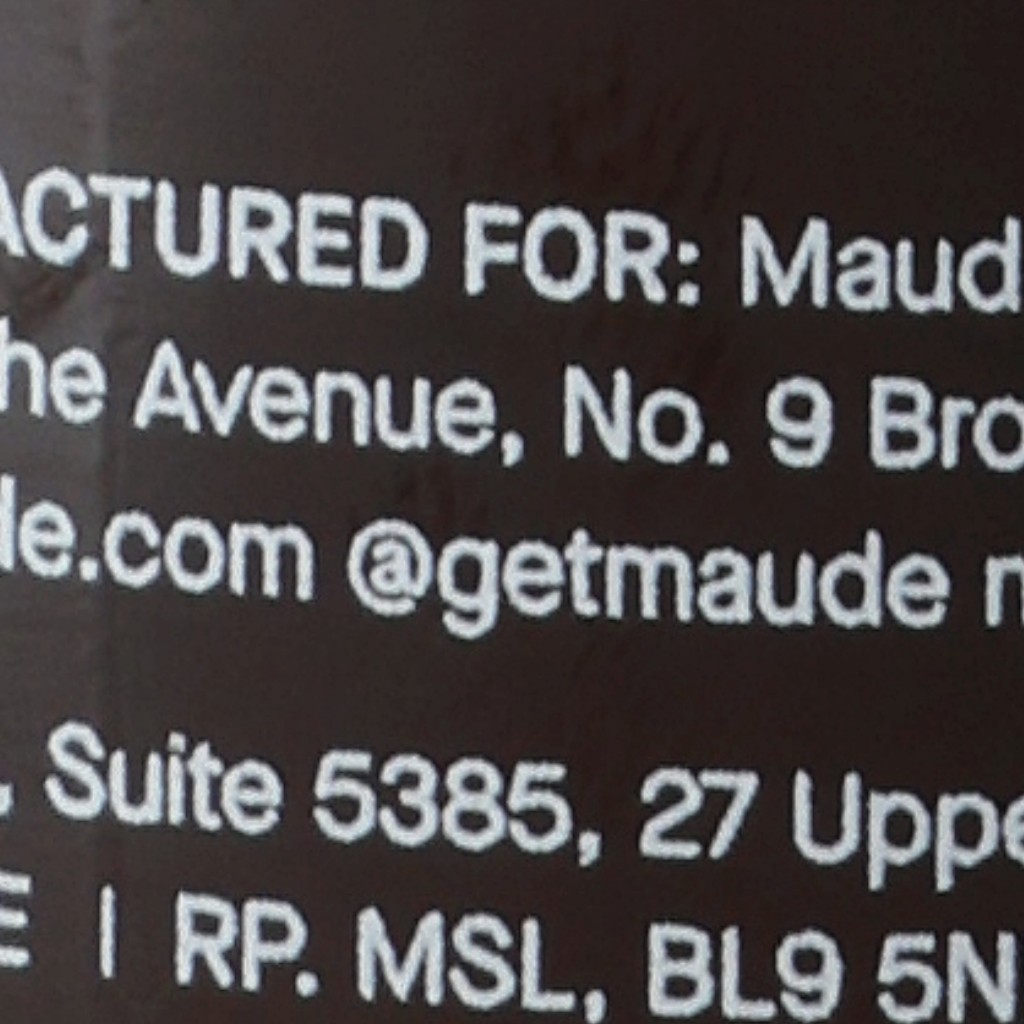 ACTURED FOR: Maud
he Avenue, No. 9 Bro
le.com @getmaude
, Suite 5385, 27 Uppe
E | RP. MSL, BL9 5N